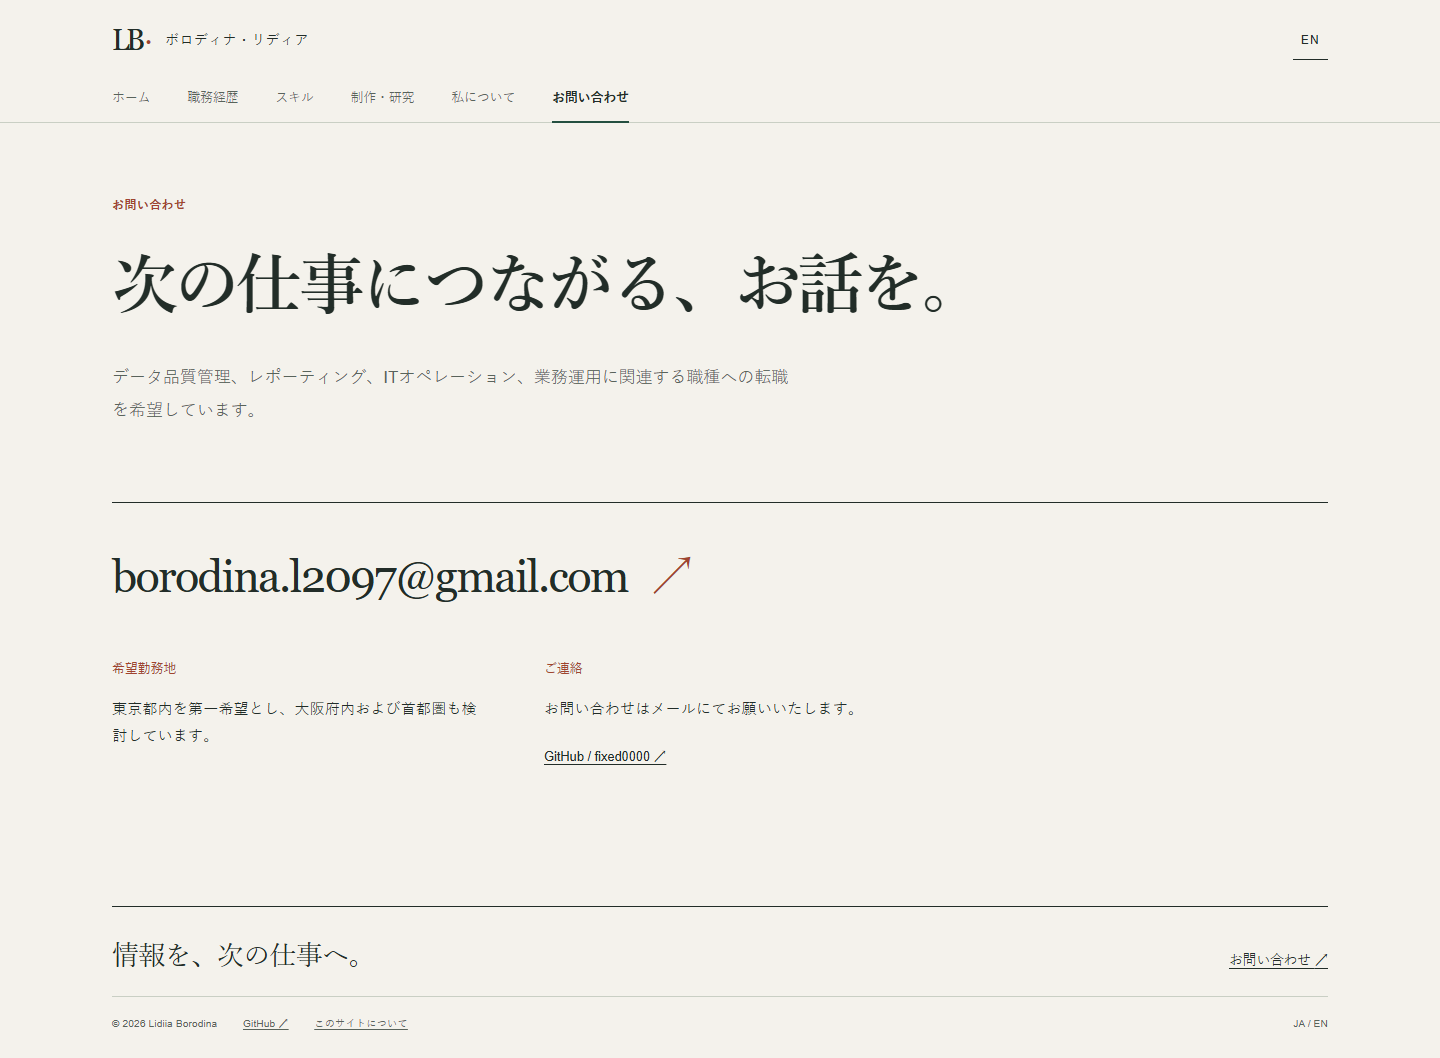 LB· ボロディナ・リディア
EN
ホーム 職務経歴 スキル 制作・研究 私について お問い合わせ
お問い合わせ
次の仕事につながる、お話を。
データ品質管理、レポーティング、ITオペレーション、業務運用に関連する職種への転職
を希望しています。
borodina.l2097@gmail.com ↗
希望勤務地
東京都内を第一希望とし、大阪府内および首都圏も検
討しています。
ご連絡
お問い合わせはメールにてお願いいたします。
GitHub / fixed0000 ↗
情報を、次の仕事へ。
お問い合わせ ↗
© 2026 Lidiia Borodina GitHub ↗ このサイトについて
JA / EN